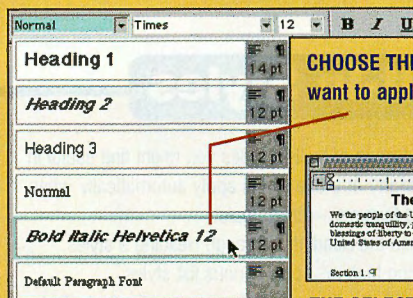 Normal Times 12 B I U
Heading 1 ¶ 14 pt
CHOOSE TH
Heading 2 ¶ 12 pt
want to appl
Heading 3 ¶ 12 pt
Normal ¶ 12 pt
The
We the people of the U
domestic tranquility,
blessings of liberty to
United States of Amer
Bold Italic Helvetica 12 ¶ 12 pt
Section 1. ¶
Default Paragraph Font a